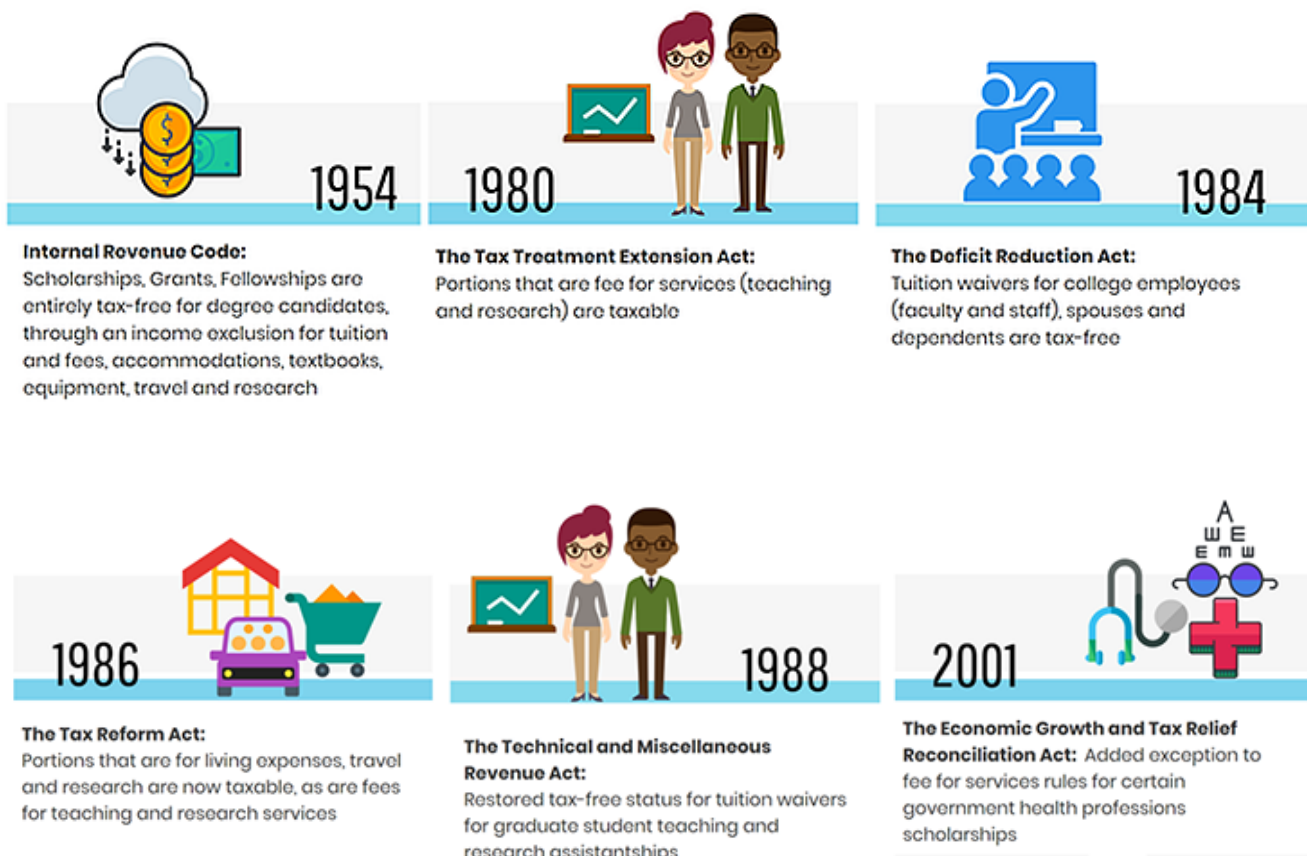 1954
Internal Revenue Code:
Scholarships, Grants, Fellowships are
entirely tax-free for degree candidates,
through an income exclusion for tuition
and fees, accommodations, textbooks,
equipment, travel and research
1980
The Tax Treatment Extension Act:
Portions that are fee for services (teaching
and research) are taxable
1984
The Deficit Reduction Act:
Tuition waivers for college employees
(faculty and staff), spouses and
dependents are tax-free
1986
The Tax Reform Act:
Portions that are for living expenses, travel
and research are now taxable, as are fees
for teaching and research services
1988
The Technical and Miscellaneous
Revenue Act:
Restored tax-free status for tuition waivers
for graduate student teaching and
research assistantships
A
E E
E m E
2001
The Economic Growth and Tax Relief
Reconciliation Act: Added exception to
fee for services rules for certain
government health professions
scholarships